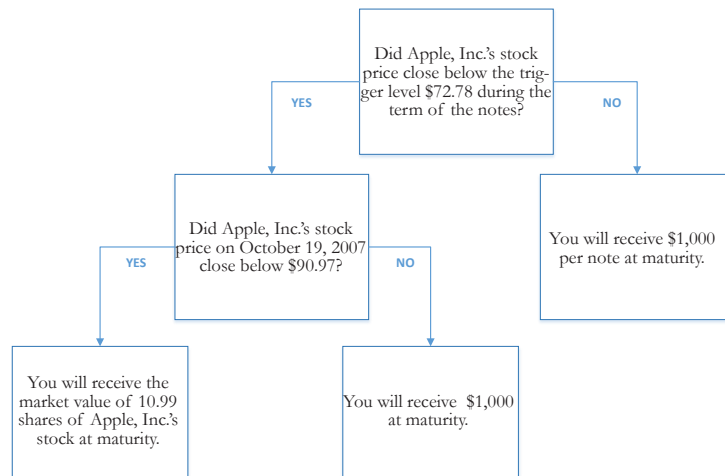 Did Apple, Inc.'s stock
price close below the trig-
ger level $72.78 during the
term of the notes?
YES
NO
Did Apple, Inc.'s stock
price on October 19, 2007
close below $90.97?
You will receive $1,000
per note at maturity.
YES
NO
You will receive the
market value of 10.99
shares of Apple, Inc.'s
stock at maturity.
You will receive $1,000
at maturity.